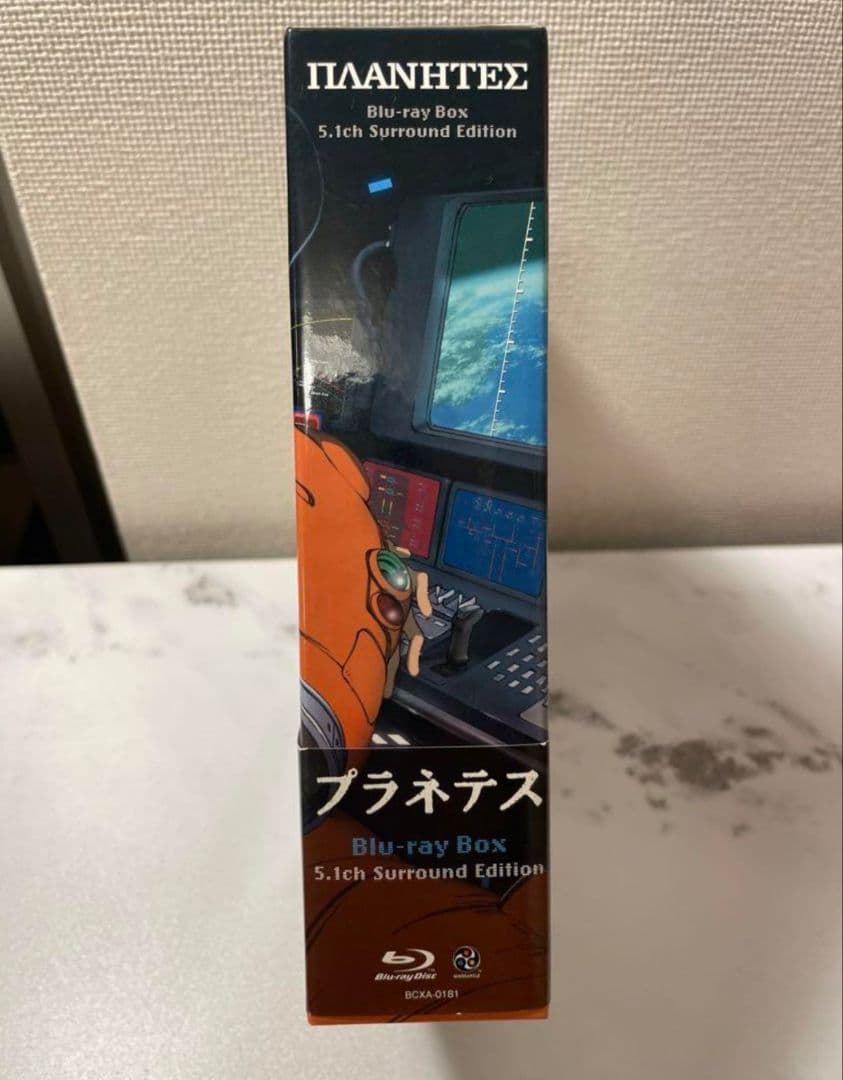 ΠΛΑΝΗΤΕΣ
Blu-ray Box
5.1ch Surround Edition
プラネテス
Blu-ray Box
5.1ch Surround Edition
Blu-ray Disc
BCXA-0181